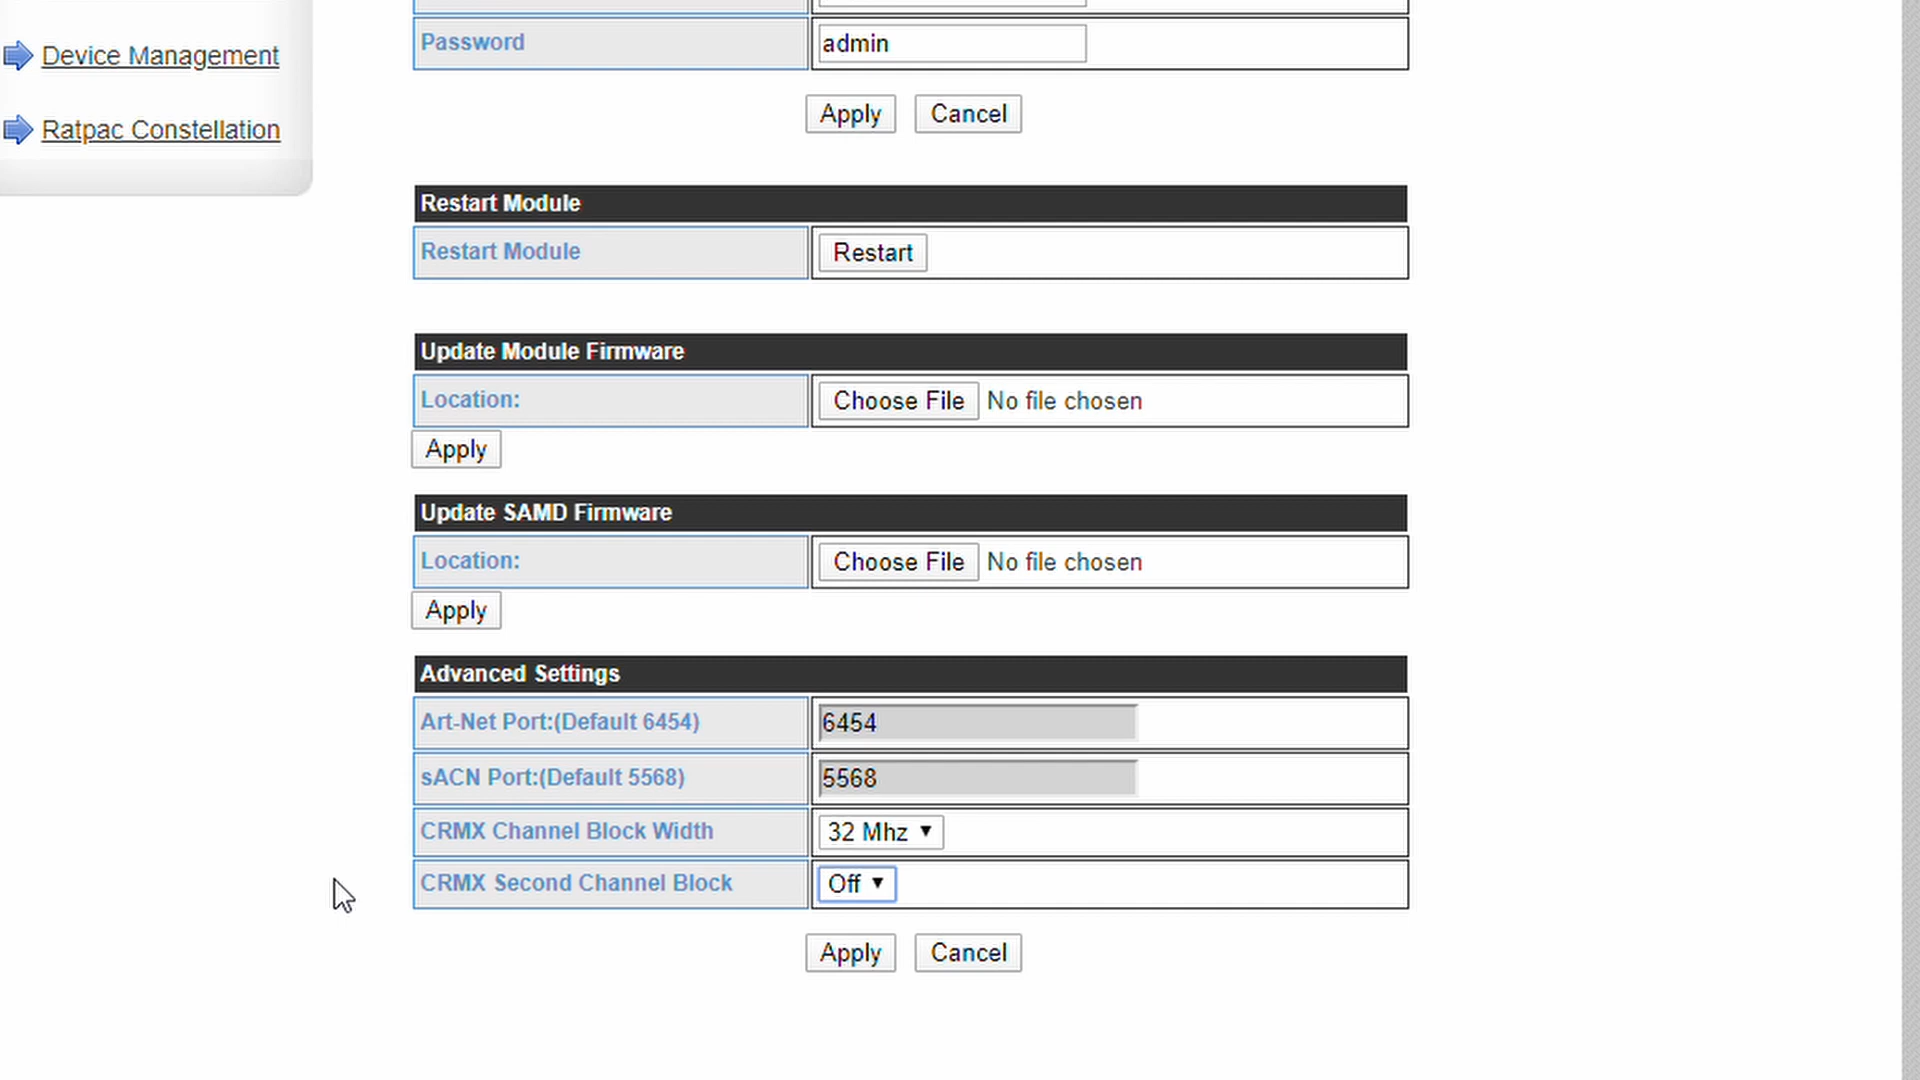 Device Management
Ratpac Constellation
Password admin
Apply Cancel
Restart Module
Restart Module Restart
Update Module Firmware
Location: Choose File No file chosen
Apply
Update SAMD Firmware
Location: Choose File No file chosen
Apply
Advanced Settings
Art-Net Port:(Default 6454) 6454
sACN Port:(Default 5568) 5568
CRMX Channel Block Width 32 Mhz
CRMX Second Channel Block Off
Apply Cancel